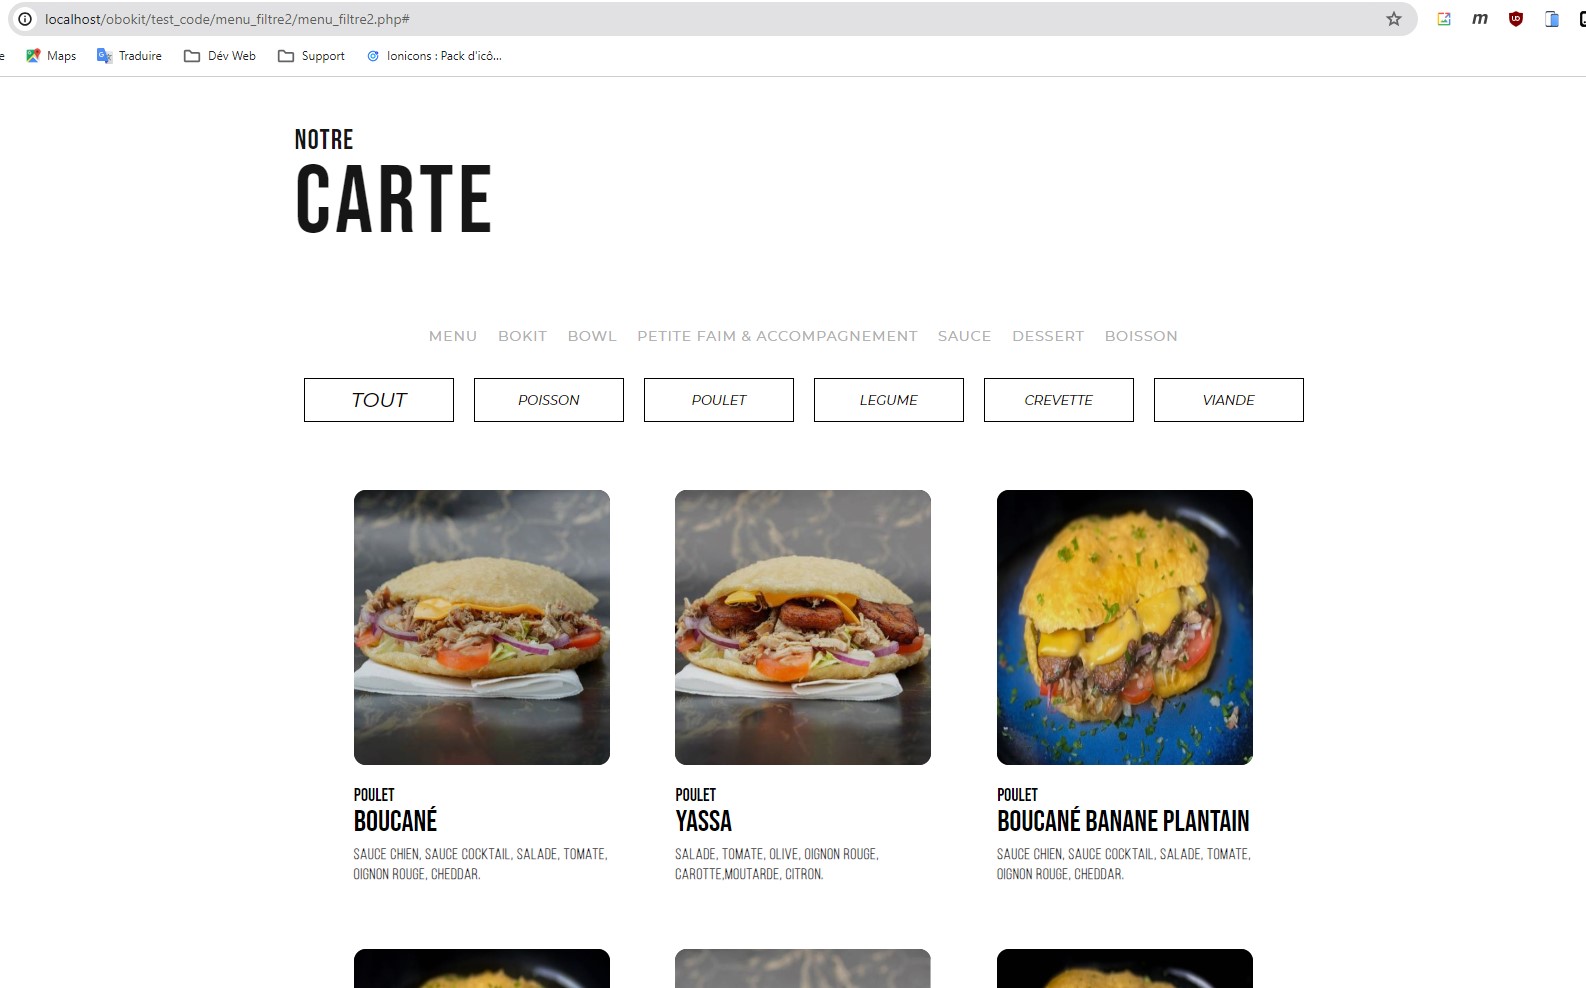 localhost/obokit/test_code/menu_filtre2/menu_filtre2.php#
e Maps Traduire Dév Web Support Ionicons : Pack d'icô...
NOTRE
CARTE
MENU BOKIT BOWL PETITE FAIM & ACCOMPAGNEMENT SAUCE DESSERT BOISSON
TOUT POISSON POULET LEGUME CREVETTE VIANDE
POULET
BOUCANÉ
SAUCE CHIEN, SAUCE COCKTAIL, SALADE, TOMATE,
OIGNON ROUGE, CHEDDAR.
POULET
YASSA
SALADE, TOMATE, OLIVE, OIGNON ROUGE,
CAROTTE,MOUTARDE, CITRON.
POULET
BOUCANÉ BANANE PLANTAIN
SAUCE CHIEN, SAUCE COCKTAIL, SALADE, TOMATE,
OIGNON ROUGE, CHEDDAR.